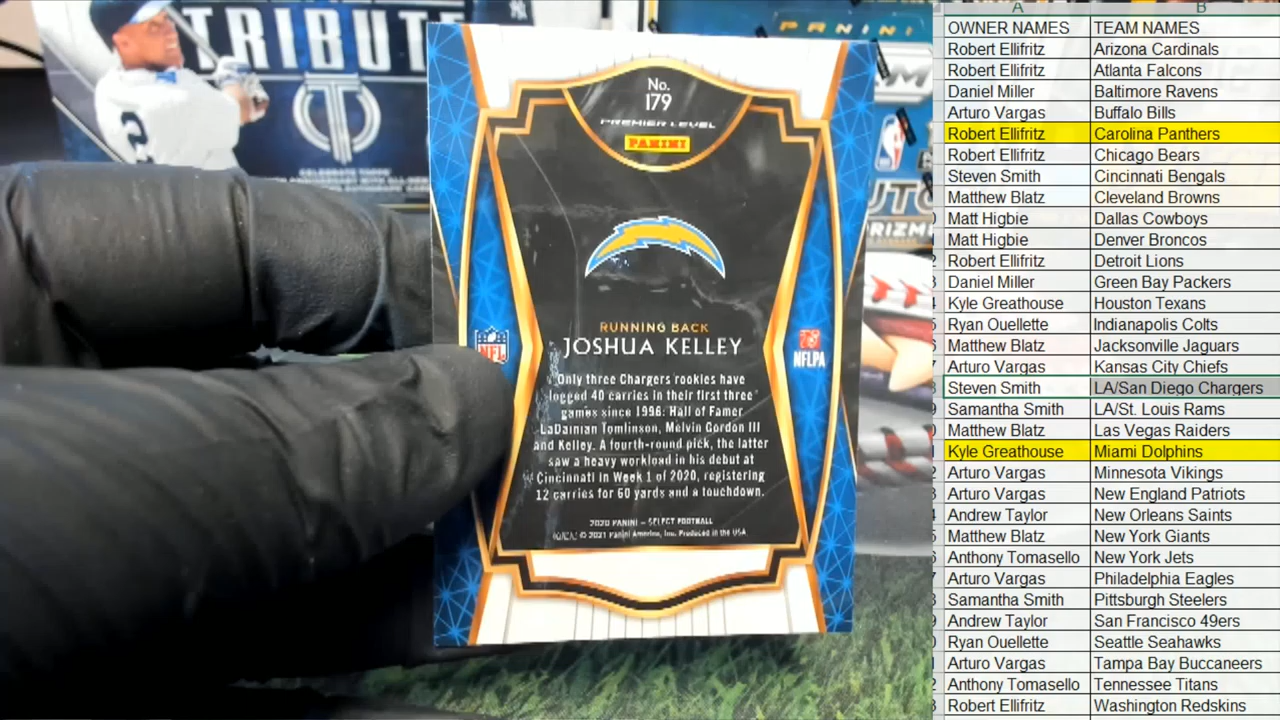 TRIBUTE
2
CELEBRATE
PANINI
No.
179
PREMIER LEVEL
PANINI
RUNNING BACK
JOSHUA KELLEY
NFL
NFLPA
Only three Chargers rookies have
logged 40 carries in their first three
games since 1996: Hall of Famer
LaDainian Tomlinson, Melvin Gordon III
and Kelley. A fourth-round pick, the latter
saw a heavy workload in his debut at
Cincinnati in Week 1 of 2020, registering
12 carries for 60 yards and a touchdown.
2020 PANINI – SELECT FOOTBALL
© 2021 Panini America, Inc. Produced in the USA
A B
OWNER NAMES TEAM NAMES
Robert Ellifritz Arizona Cardinals
Robert Ellifritz Atlanta Falcons
Daniel Miller Baltimore Ravens
Arturo Vargas Buffalo Bills
Robert Ellifritz Carolina Panthers
Robert Ellifritz Chicago Bears
Steven Smith Cincinnati Bengals
Matthew Blatz Cleveland Browns
Matt Higbie Dallas Cowboys
Matt Higbie Denver Broncos
Robert Ellifritz Detroit Lions
Daniel Miller Green Bay Packers
Kyle Greathouse Houston Texans
Ryan Ouellette Indianapolis Colts
Matthew Blatz Jacksonville Jaguars
Arturo Vargas Kansas City Chiefs
Steven Smith LA/San Diego Chargers
Samantha Smith LA/St. Louis Rams
Matthew Blatz Las Vegas Raiders
Kyle Greathouse Miami Dolphins
Arturo Vargas Minnesota Vikings
Arturo Vargas New England Patriots
Andrew Taylor New Orleans Saints
Matthew Blatz New York Giants
Anthony Tomasello New York Jets
Arturo Vargas Philadelphia Eagles
Samantha Smith Pittsburgh Steelers
Andrew Taylor San Francisco 49ers
Ryan Ouellette Seattle Seahawks
Arturo Vargas Tampa Bay Buccaneers
Anthony Tomasello Tennessee Titans
Robert Ellifritz Washington Redskins